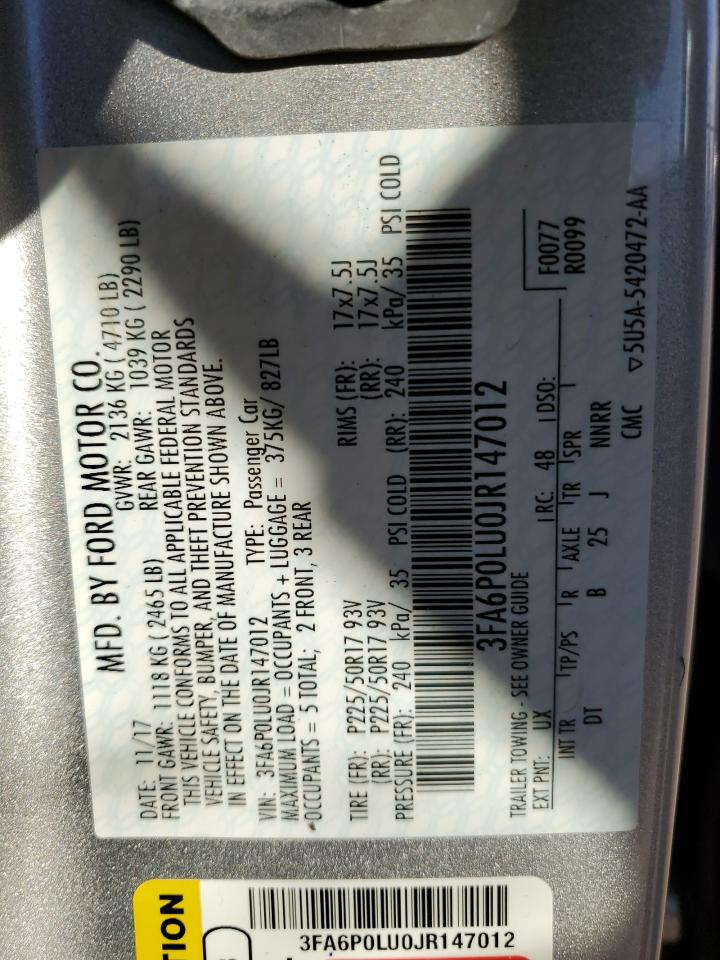 MFD. BY FORD MOTOR CO.
DATE: 11/17 GVWR: 2136 KG ( 4710 LB)
FRONT GAWR: 1118 KG ( 2465 LB) REAR GAWR: 1039 KG ( 2290 LB)
THIS VEHICLE CONFORMS TO ALL APPLICABLE FEDERAL MOTOR
VEHICLE SAFETY, BUMPER, AND THEFT PREVENTION STANDARDS
IN EFFECT ON THE DATE OF MANUFACTURE SHOWN ABOVE.
VIN: 3FA6P0LU0JR147012 TYPE: Passenger Car
MAXIMUM LOAD = OCCUPANTS + LUGGAGE = 375KG/ 827LB
OCCUPANTS = 5 TOTAL; 2 FRONT, 3 REAR
TIRE (FR): P225/50R17 93V RIMS (FR): 17x7.5J
(RR): P225/50R17 93V (RR): 17x7.5J
PRESSURE (FR): 240 kPa/ 35 PSI COLD (RR): 240 kPa/ 35 PSI COLD
3FA6P0LU0JR147012
TRAILER TOWING - SEE OWNER GUIDE F0077
EXT PNT: UX RC: 48 DSO: R0099
INT TR TP/PS R AXLE TR SPR
DT B 25 J NNRR
CMC ▽5U5A-5420472-AA
3FA6P0LU0JR147012